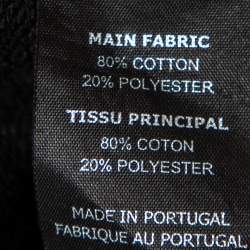 MAIN FABRIC
80% COTTON
20% POLYESTER
TISSU PRINCIPAL
80% COTON
20% POLYESTER
MADE IN PORTUGAL
FABRIQUE AU PORTUGAL